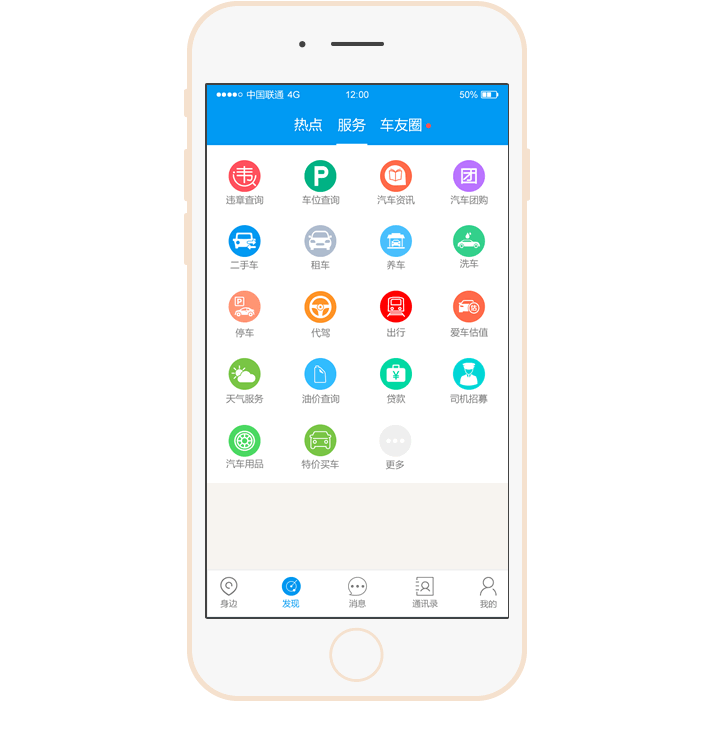 中国联通 4G 12:00 50%
热点 服务 车友圈
违 P 团
违章查询 车位查询 汽车资讯 汽车团购
二手车 租车 养车 洗车
P
停车 代驾 出行 爱车估值
¥
天气服务 油价查询 贷款 司机招募
汽车用品 特价买车 更多
身边 发现 消息 通讯录 我的